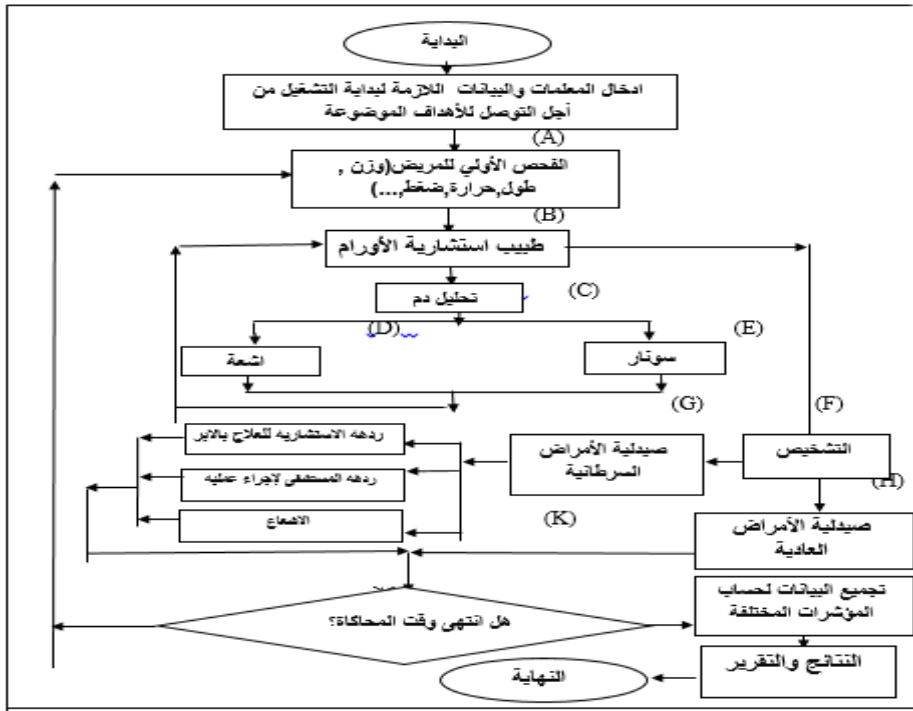 البداية
ادخال المعلمات والبيانات اللازمة لبداية التشغيل من
أجل التوصل للأهداف الموضوعة
(A)
الفحص الأولي للمريض(وزن ,
طول,حرارة,ضغط,...)
(B)
طبيب استشارية الأورام
(C)
تحليل دم
(D)
(E)
اشعة
سونار
(G)
(F)
ردهه الاستشاريه للعلاج بالابر
صيدلية الأمراض
السرطانية
التشخيص
(H)
ردهه المستشفى لإجراء عمليه
الاشعاع
(K)
صيدلية الأمراض
العادية
تجميع البيانات لحساب
المؤشرات المختلفة
هل انتهى وقت المحاكاة؟
النتائج والتقرير
النهاية